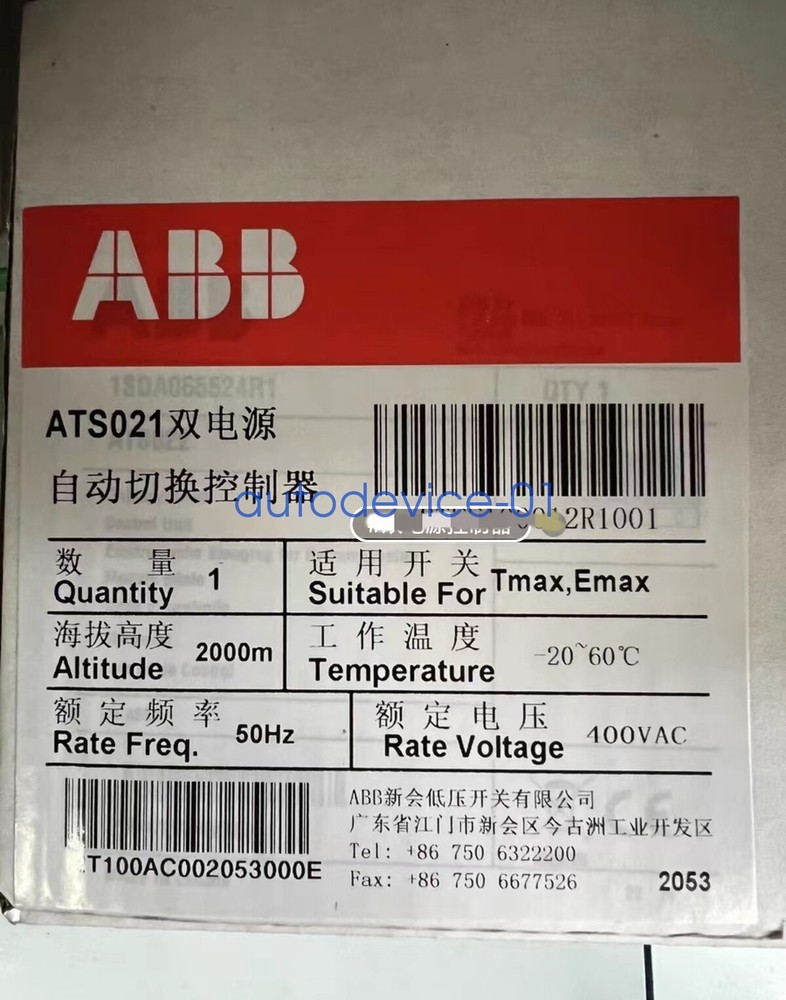 ABB
1SDA065524R1
QTY 1
ATS021双电源
自动切换控制器
autodevice-01
2R1001
数量 1
Quantity
适用开关 Tmax,Emax
Suitable For
海拔高度 2000m
Altitude
工作温度 -20~60℃
Temperature
额定频率 50Hz
Rate Freq.
额定电压 400VAC
Rate Voltage
T100AC002053000E
ABB新会低压开关有限公司
广东省江门市新会区今古洲工业开发区
Tel: +86 750 6322200
Fax: +86 750 6677526
2053